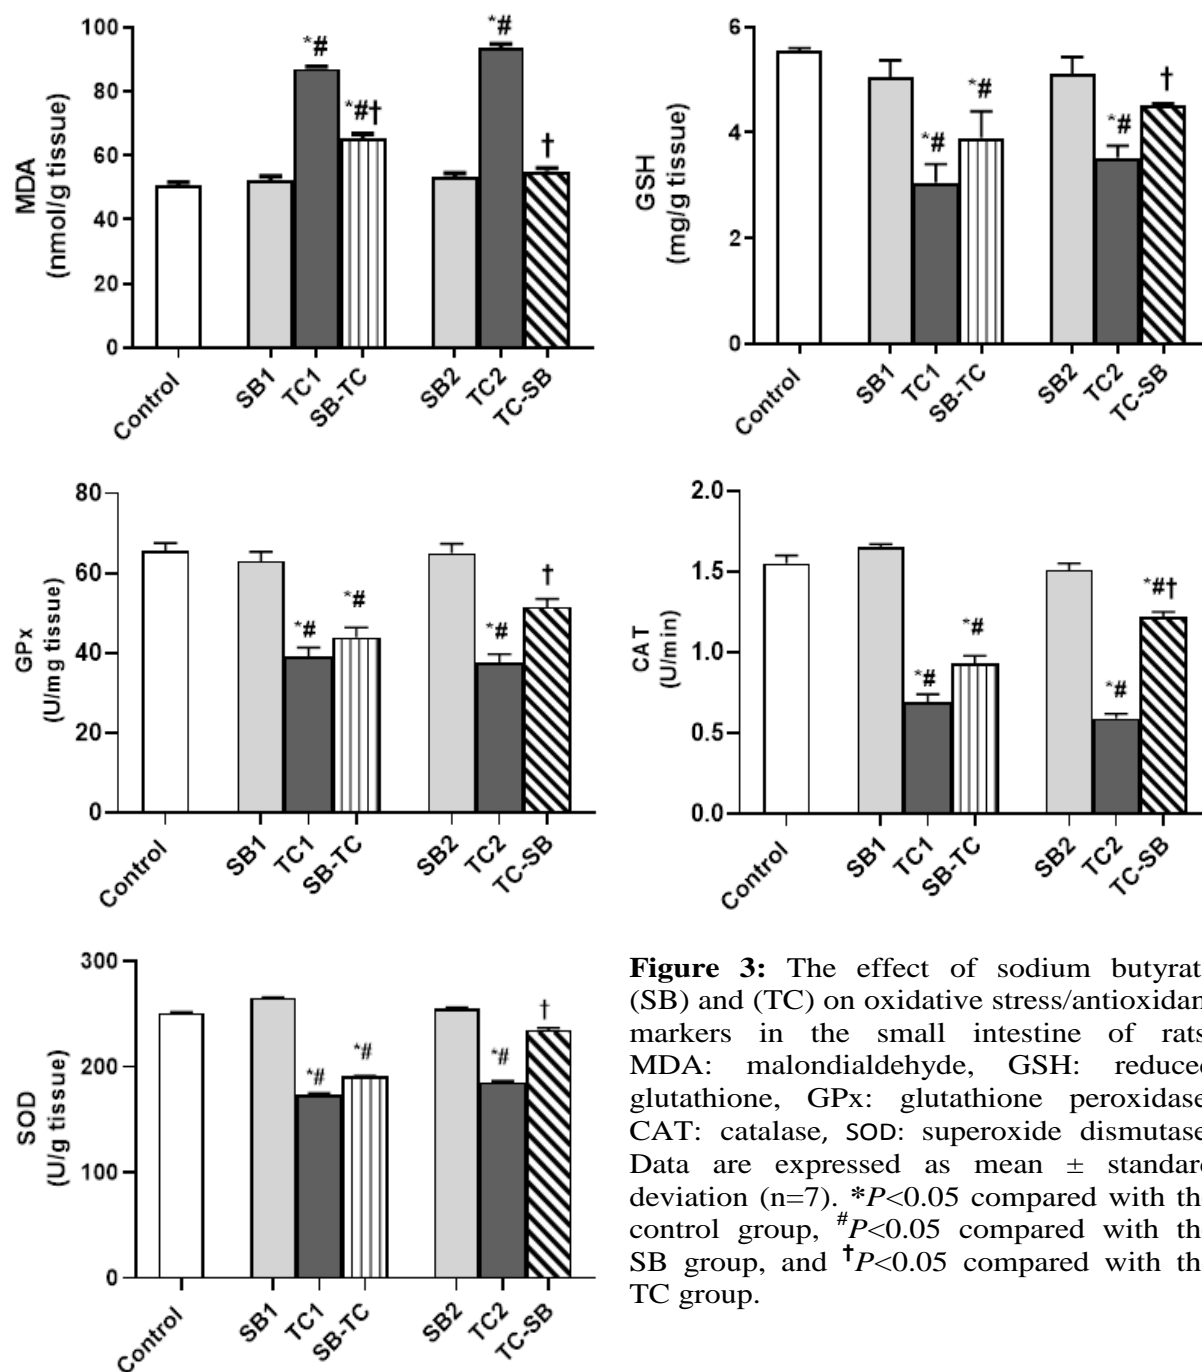 100
80
60
40
20
0
MDA
(nmol/g tissue)
*#
*#†
*#
†
Control
SB1
TC1
SB-TC
SB2
TC2
TC-SB
6
4
2
0
GSH
(mg/g tissue)
*#
*#
*#
†
Control
SB1
TC1
SB-TC
SB2
TC2
TC-SB
80
60
40
20
0
GPx
(U/mg tissue)
*#
*#
*#
†
Control
SB1
TC1
SB-TC
SB2
TC2
TC-SB
2.0
1.5
1.0
0.5
0.0
CAT
(U/min)
*#
*#
*#
*#†
Control
SB1
TC1
SB-TC
SB2
TC2
TC-SB
300
200
100
0
SOD
(U/g tissue)
*#
*#
*#
†
Control
SB1
TC1
SB-TC
SB2
TC2
TC-SB
Figure 3: The effect of sodium butyrat
(SB) and (TC) on oxidative stress/antioxidan
markers in the small intestine of rats
MDA: malondialdehyde, GSH: reduced
glutathione, GPx: glutathione peroxidase
CAT: catalase, SOD: superoxide dismutase
Data are expressed as mean ± standard
deviation (n=7). *P<0.05 compared with th
control group, #P<0.05 compared with th
SB group, and †P<0.05 compared with th
TC group.